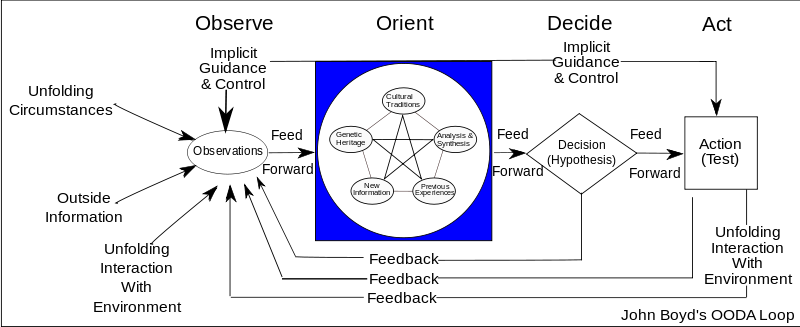 Observe
Orient
Decide
Act
Implicit
Guidance
& Control
Implicit
Guidance
& Control
Unfolding
Circumstances
Observations
Outside
Information
Unfolding
Interaction
With
Environment
Feed
Forward
Cultural
Traditions
Genetic
Heritage
Analysis &
Synthesis
New
Information
Previous
Experiences
Feed
Forward
Decision
(Hypothesis)
Feed
Forward
Action
(Test)
Unfolding
Interaction
With
Environment
Feedback
Feedback
Feedback
John Boyd's OODA Loop